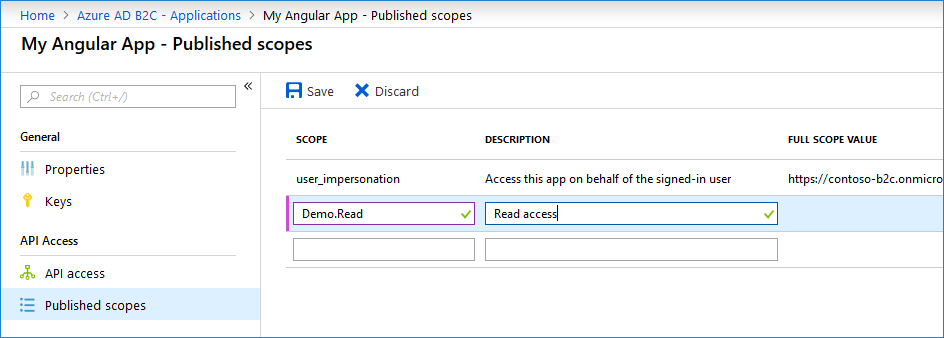 Home > Azure AD B2C - Applications > My Angular App - Published scopes
My Angular App - Published scopes
«
Search (Ctrl+/)
General
Properties
Keys
API Access
API access
Published scopes
Save Discard
SCOPE DESCRIPTION FULL SCOPE VALUE
user_impersonation Access this app on behalf of the signed-in user https://contoso-b2c.onmicro
Demo.Read Read access